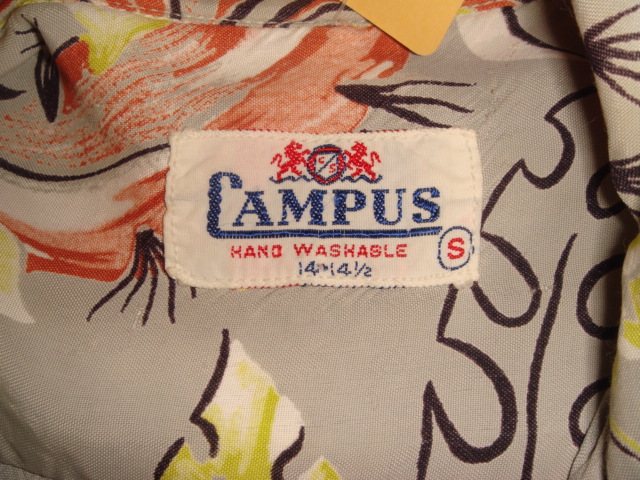 CAMPUS
HAND WASHABLE
S
14-14½